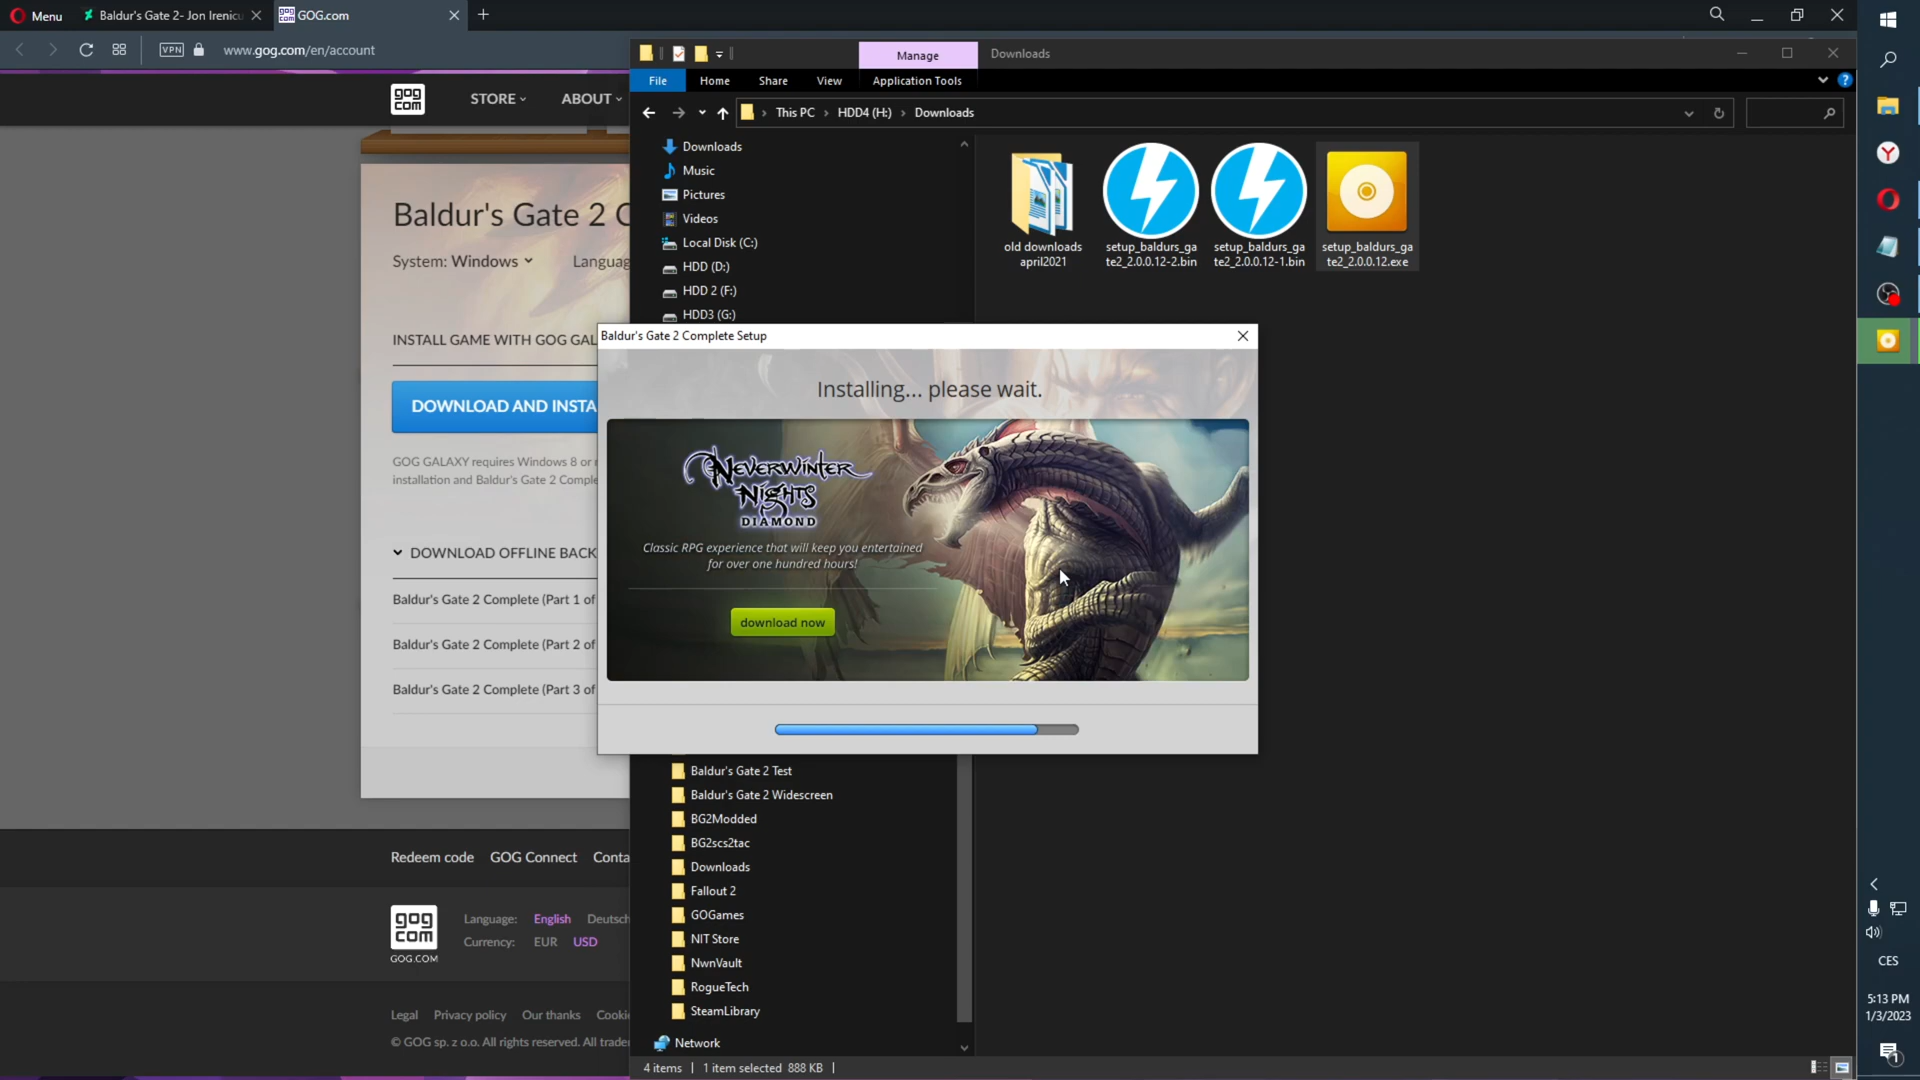 Menu
Baldur's Gate 2- Jon Irenicu
GOG.com
VPN
www.gog.com/en/account
gog
com
STORE
ABOUT
Baldur's Gate 2 C
System: Windows
Languag
INSTALL GAME WITH GOG GAL
DOWNLOAD AND INSTA
GOG GALAXY requires Windows 8 or
installation and Baldur's Gate 2 Comple
DOWNLOAD OFFLINE BACK
Baldur's Gate 2 Complete (Part 1 of
Baldur's Gate 2 Complete (Part 2 of
Baldur's Gate 2 Complete (Part 3 of
Redeem code
GOG Connect
Conta
gog
com
GOG.COM
Language:
English
Deutsch
Currency:
EUR
USD
Legal
Privacy policy
Our thanks
Cookie
© GOG sp. z o.o. All rights reserved. All trade
Manage
Downloads
File
Home
Share
View
Application Tools
This PC
HDD4 (H:)
Downloads
Downloads
Music
Pictures
Videos
Local Disk (C:)
HDD (D:)
HDD 2 (F:)
HDD3 (G:)
old downloads
april2021
setup_baldurs_ga
te2_2.0.0.12-2.bin
setup_baldurs_ga
te2_2.0.0.12-1.bin
setup_baldurs_ga
te2_2.0.0.12.exe
Baldur's Gate 2 Complete Setup
Installing... please wait.
NEVERWINTER
NIGHTS
DIAMOND
Classic RPG experience that will keep you entertained
for over one hundred hours!
download now
Baldur's Gate 2 Test
Baldur's Gate 2 Widescreen
BG2Modded
BG2scs2tac
Downloads
Fallout 2
GOGames
NIT Store
NwnVault
RogueTech
SteamLibrary
Network
4 items
1 item selected 888 KB
CES
5:13 PM
1/3/2023
1